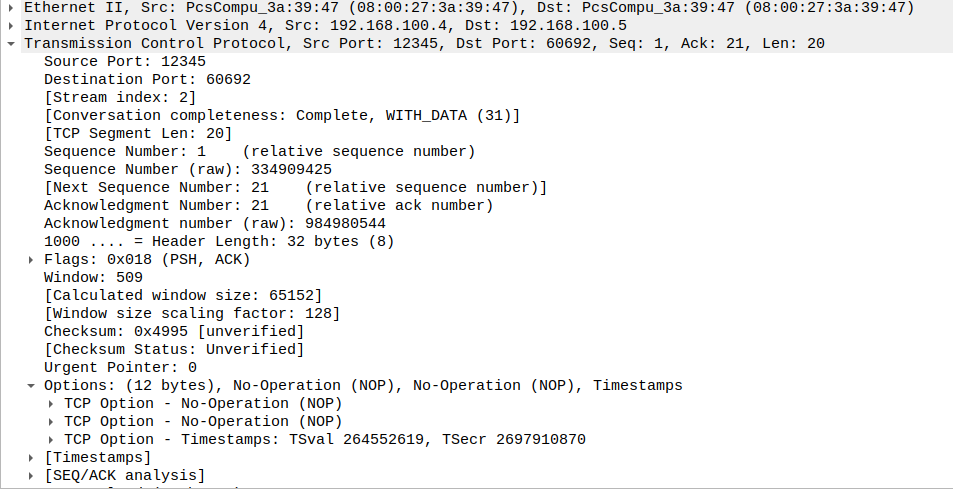 Ethernet II, Src: PcsCompu_3a:39:47 (08:00:27:3a:39:47), Dst: PcsCompu_3a:39:47 (08:00:27:3a:39:47)
Internet Protocol Version 4, Src: 192.168.100.4, Dst: 192.168.100.5
Transmission Control Protocol, Src Port: 12345, Dst Port: 60692, Seq: 1, Ack: 21, Len: 20
Source Port: 12345
Destination Port: 60692
[Stream index: 2]
[Conversation completeness: Complete, WITH_DATA (31)]
[TCP Segment Len: 20]
Sequence Number: 1    (relative sequence number)
Sequence Number (raw): 334909425
[Next Sequence Number: 21    (relative sequence number)]
Acknowledgment Number: 21    (relative ack number)
Acknowledgment number (raw): 984980544
1000 .... = Header Length: 32 bytes (8)
Flags: 0x018 (PSH, ACK)
Window: 509
[Calculated window size: 65152]
[Window size scaling factor: 128]
Checksum: 0x4995 [unverified]
[Checksum Status: Unverified]
Urgent Pointer: 0
Options: (12 bytes), No-Operation (NOP), No-Operation (NOP), Timestamps
TCP Option - No-Operation (NOP)
TCP Option - No-Operation (NOP)
TCP Option - Timestamps: TSval 264552619, TSecr 2697910870
[Timestamps]
[SEQ/ACK analysis]